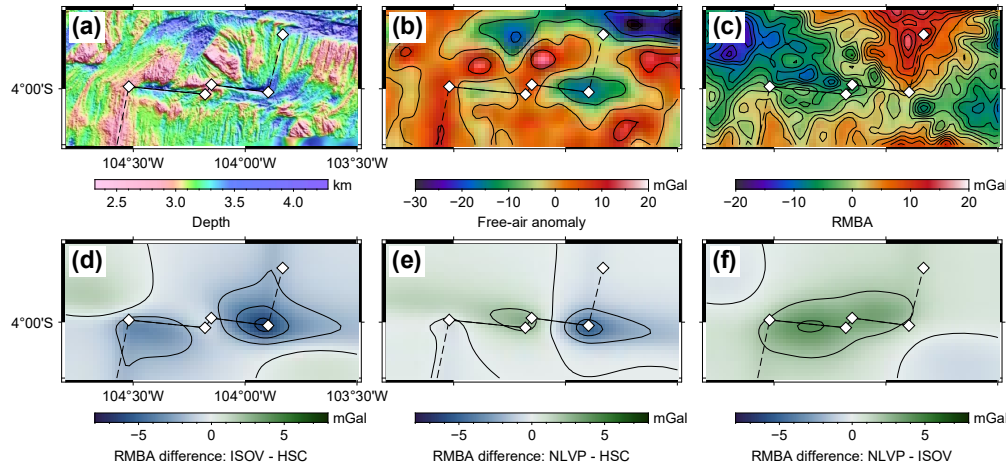 (a)
(b)
(c)
4°00'S
104°30'W
104°00'W
103°30'W
km
2.5
3.0
3.5
4.0
Depth
mGal
−30
−20
−10
0
10
20
Free-air anomaly
mGal
−20
−10
0
10
20
RMBA
(d)
(e)
(f)
4°00'S
104°30'W
104°00'W
103°30'W
mGal
−5
0
5
RMBA difference: ISOV - HSC
mGal
−5
0
5
RMBA difference: NLVP - HSC
mGal
−5
0
5
RMBA difference: NLVP - ISOV